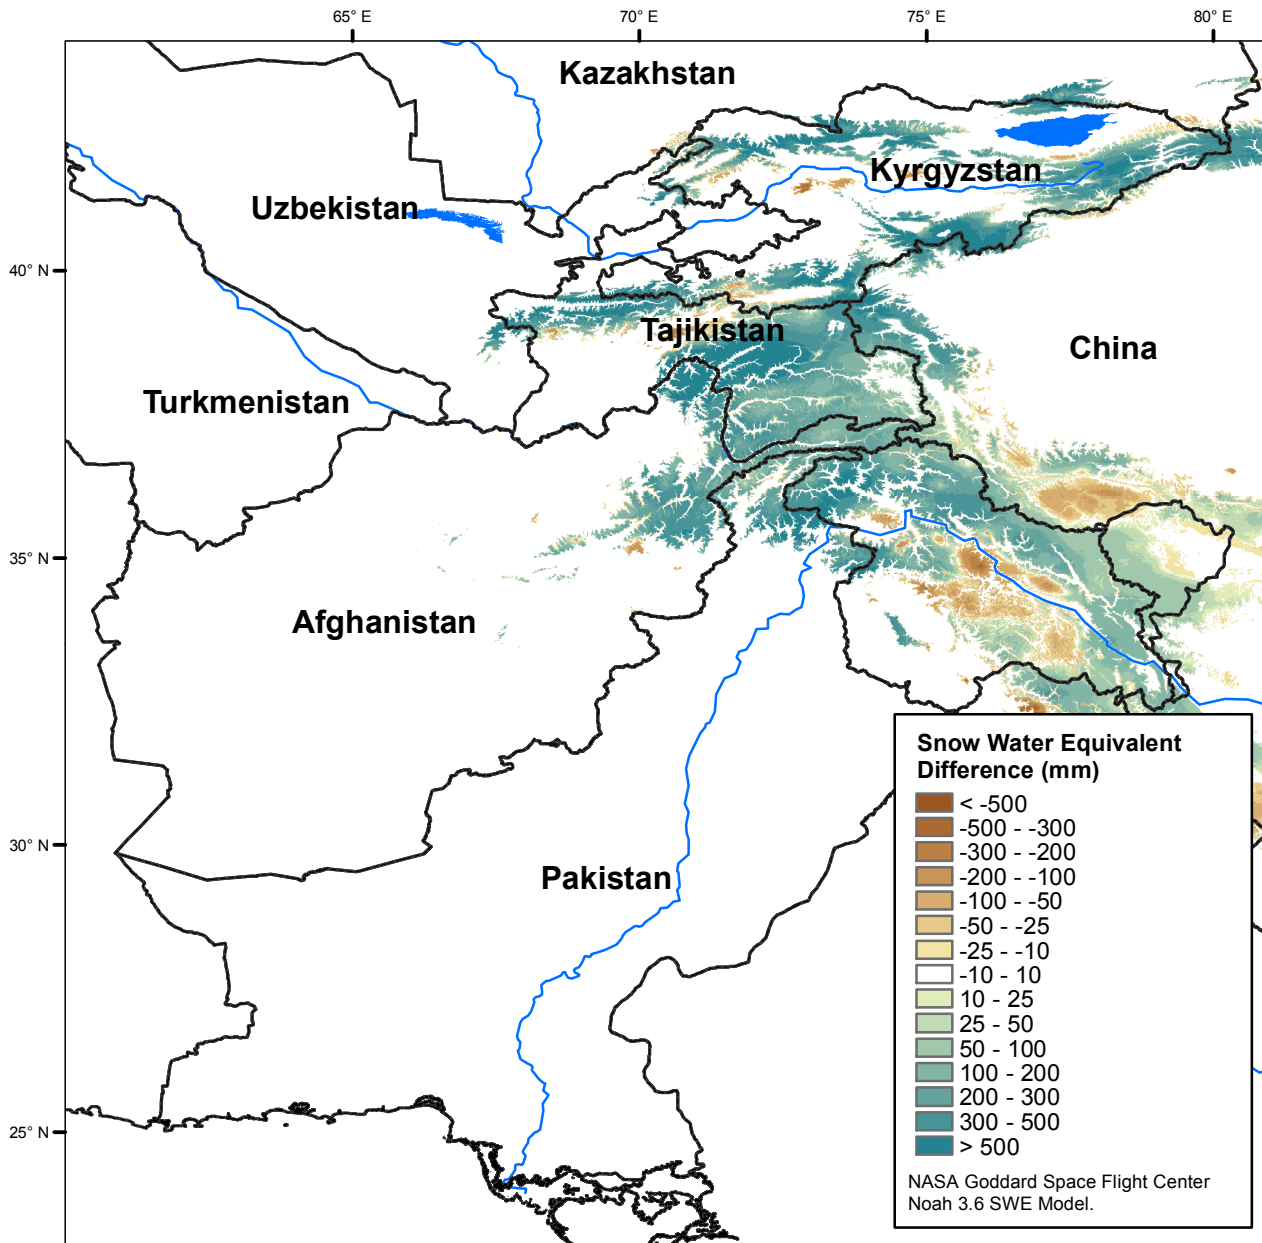 65° E
70° E
75° E
80° E
Kazakhstan
Kyrgyzstan
Uzbekistan
40° N
Tajikistan
China
Turkmenistan
35° N
Afghanistan
30° N
Pakistan
25° N
Snow Water Equivalent
Difference (mm)
< -500
-500 - -300
-300 - -200
-200 - -100
-100 - -50
-50 - -25
-25 - -10
-10 - 10
10 - 25
25 - 50
50 - 100
100 - 200
200 - 300
300 - 500
> 500
NASA Goddard Space Flight Center
Noah 3.6 SWE Model.